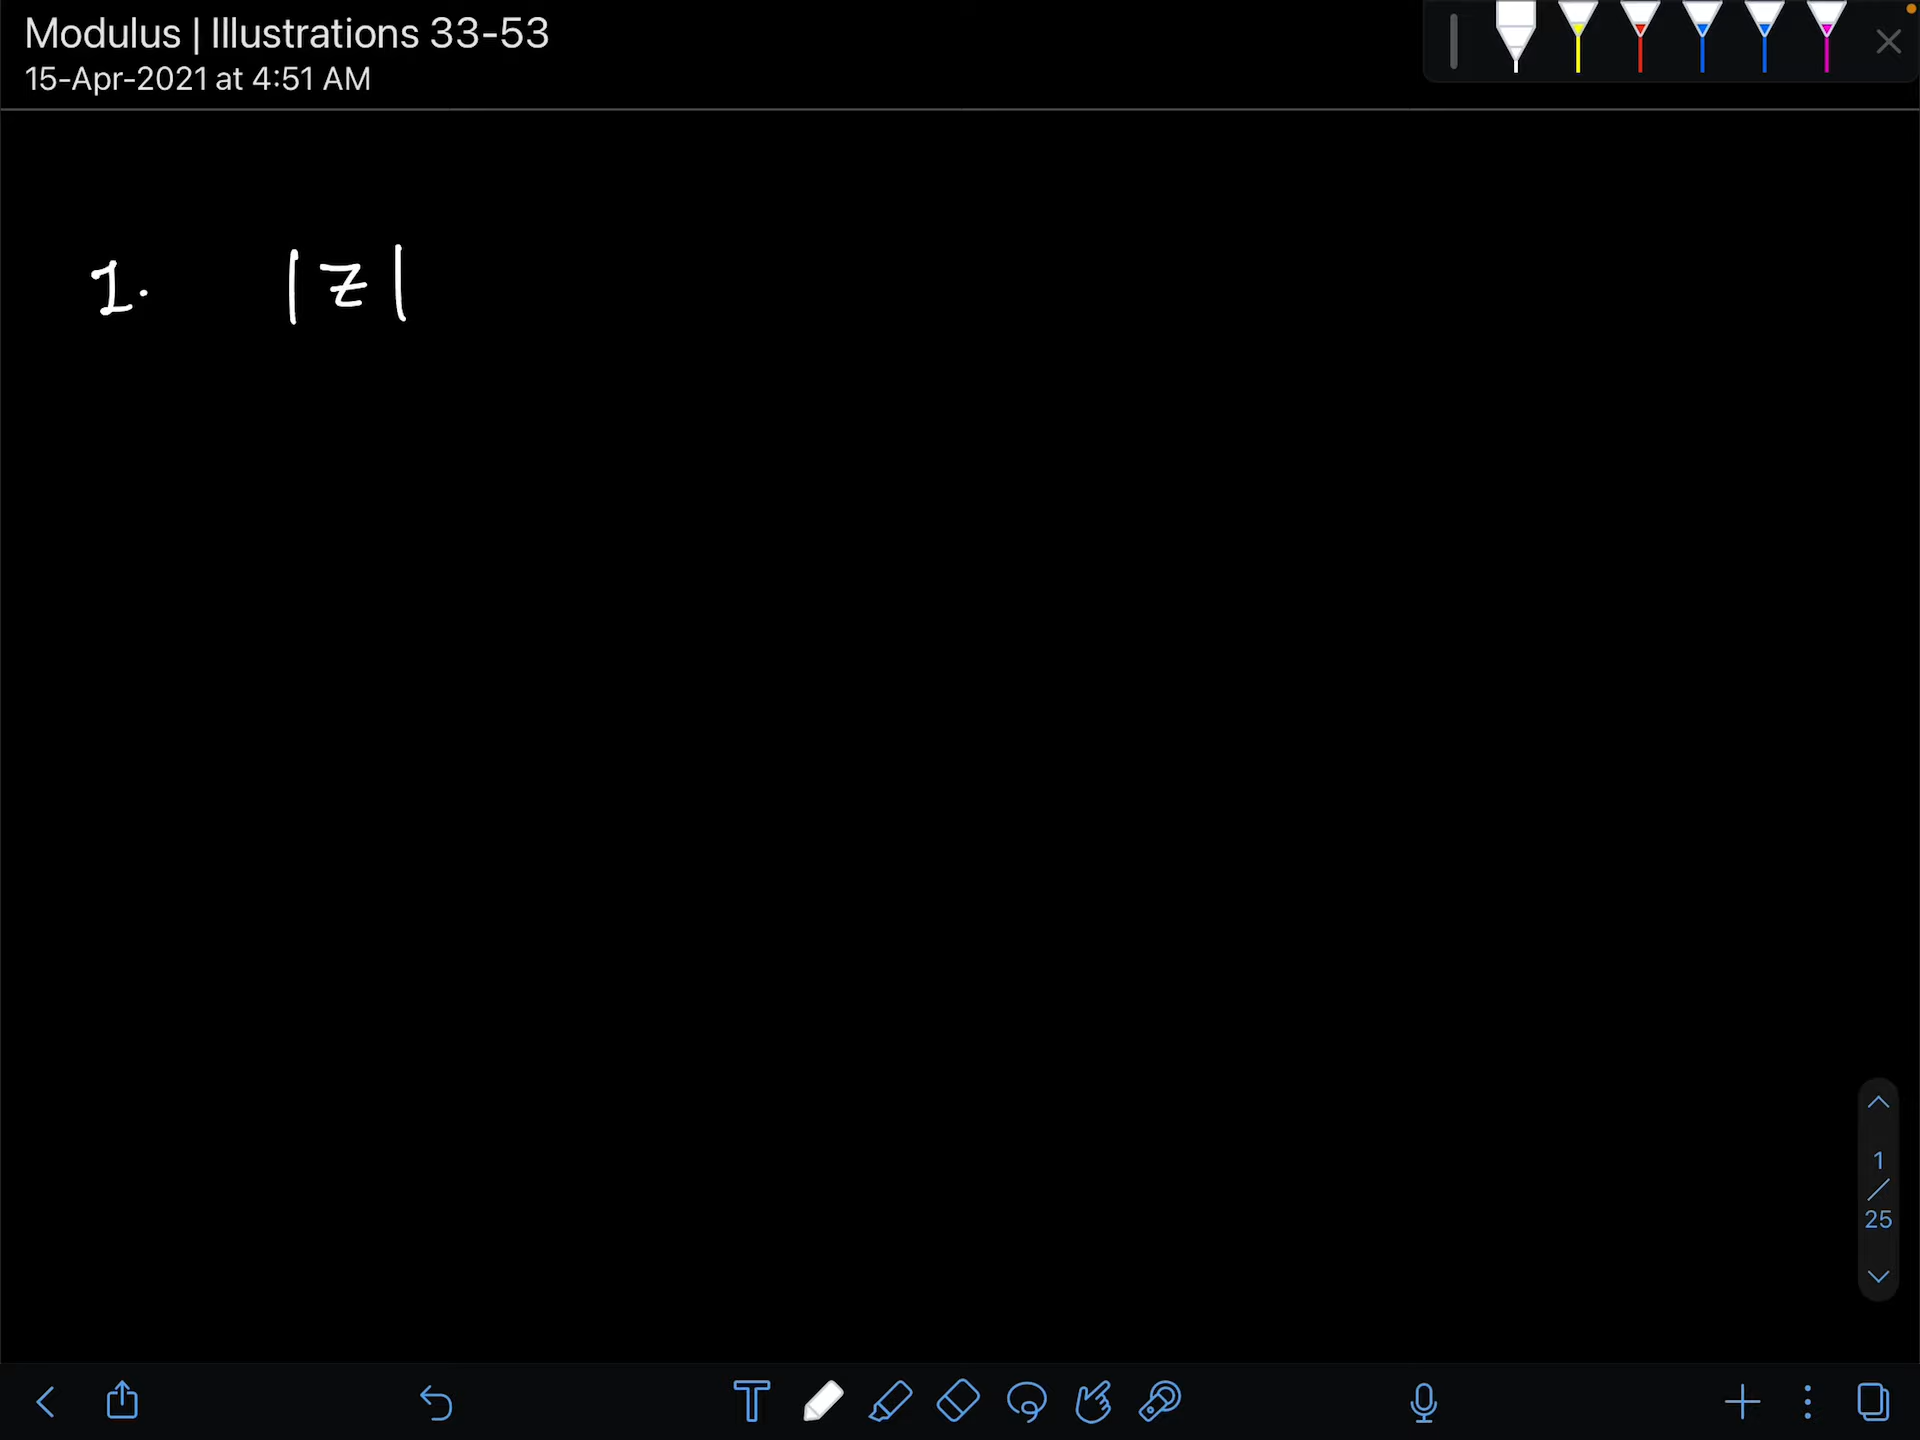 Modulus | Illustrations 33-53
15-Apr-2021 at 4:51 AM
1. |z|
1
/
25
T